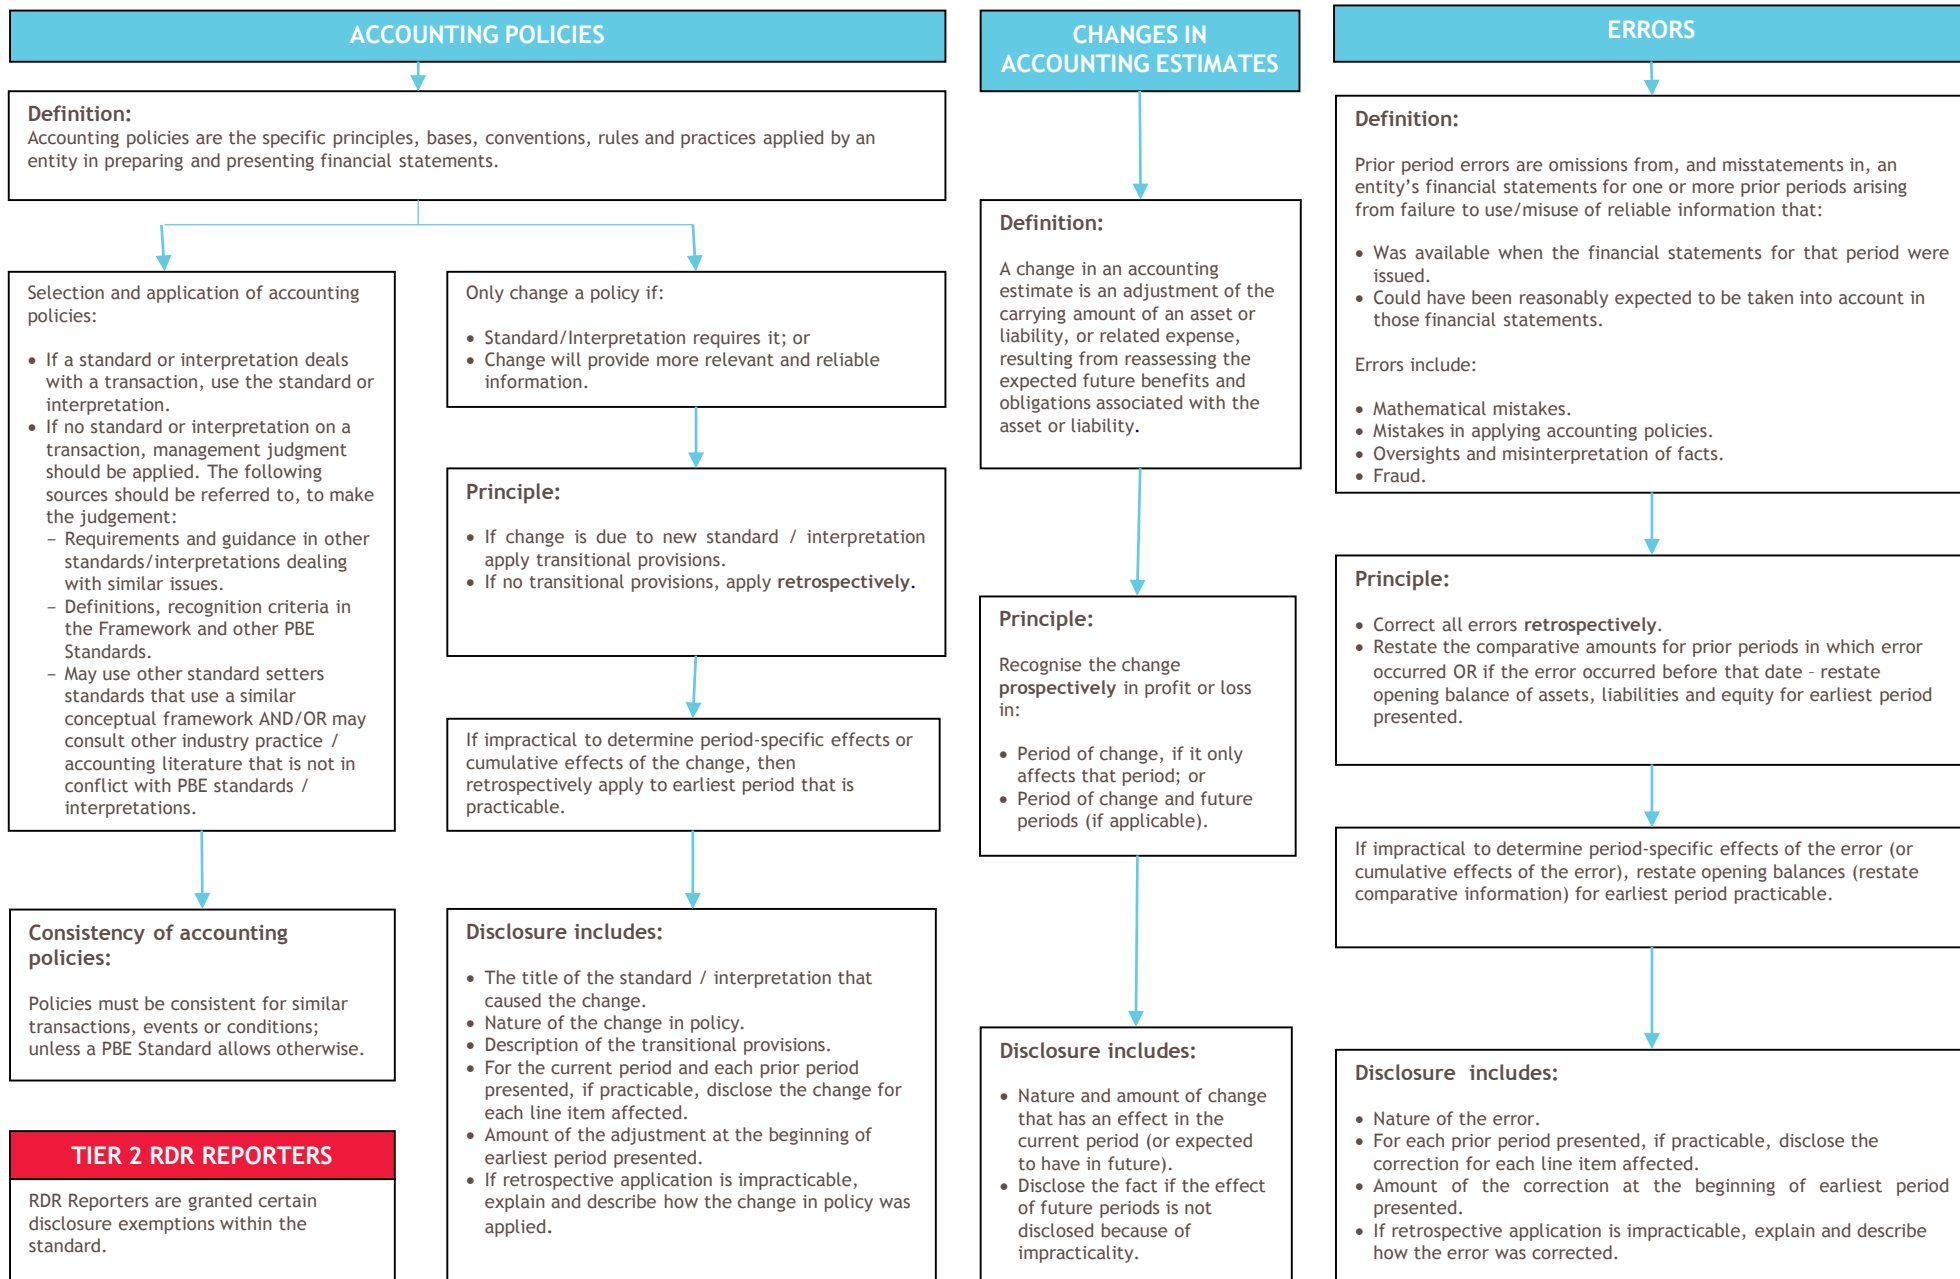 ACCOUNTING POLICIES
Definition:
Accounting policies are the specific principles, bases, conventions, rules and practices applied by an
entity in preparing and presenting financial statements.
Selection and application of accounting
policies:
• If a standard or interpretation deals
with a transaction, use the standard or
interpretation.
• If no standard or interpretation on a
transaction, management judgment
should be applied. The following
sources should be referred to, to make
the judgement:
− Requirements and guidance in other
standards/interpretations dealing
with similar issues.
− Definitions, recognition criteria in
the Framework and other PBE
Standards.
− May use other standard setters
standards that use a similar
conceptual framework AND/OR may
consult other industry practice /
accounting literature that is not in
conflict with PBE standards /
interpretations.
Consistency of accounting
policies:
Policies must be consistent for similar
transactions, events or conditions;
unless a PBE Standard allows otherwise.
TIER 2 RDR REPORTERS
RDR Reporters are granted certain
disclosure exemptions within the
standard.
Only change a policy if:
• Standard/Interpretation requires it; or
• Change will provide more relevant and reliable
information.
Principle:
• If change is due to new standard / interpretation
apply transitional provisions.
• If no transitional provisions, apply retrospectively.
If impractical to determine period-specific effects or
cumulative effects of the change, then
retrospectively apply to earliest period that is
practicable.
Disclosure includes:
• The title of the standard / interpretation that
caused the change.
• Nature of the change in policy.
• Description of the transitional provisions.
• For the current period and each prior period
presented, if practicable, disclose the change for
each line item affected.
• Amount of the adjustment at the beginning of
earliest period presented.
• If retrospective application is impracticable,
explain and describe how the change in policy was
applied.
CHANGES IN
ACCOUNTING ESTIMATES
Definition:
A change in an accounting
estimate is an adjustment of the
carrying amount of an asset or
liability, or related expense,
resulting from reassessing the
expected future benefits and
obligations associated with the
asset or liability.
Principle:
Recognise the change
prospectively in profit or loss
in:
• Period of change, if it only
affects that period; or
• Period of change and future
periods (if applicable).
Disclosure includes:
• Nature and amount of change
that has an effect in the
current period (or expected
to have in future).
• Disclose the fact if the effect
of future periods is not
disclosed because of
impracticality.
ERRORS
Definition:
Prior period errors are omissions from, and misstatements in, an
entity’s financial statements for one or more prior periods arising
from failure to use/misuse of reliable information that:
• Was available when the financial statements for that period were
issued.
• Could have been reasonably expected to be taken into account in
those financial statements.
Errors include:
• Mathematical mistakes.
• Mistakes in applying accounting policies.
• Oversights and misinterpretation of facts.
• Fraud.
Principle:
• Correct all errors retrospectively.
• Restate the comparative amounts for prior periods in which error
occurred OR if the error occurred before that date – restate
opening balance of assets, liabilities and equity for earliest period
presented.
If impractical to determine period-specific effects of the error (or
cumulative effects of the error), restate opening balances (restate
comparative information) for earliest period practicable.
Disclosure includes:
• Nature of the error.
• For each prior period presented, if practicable, disclose the
correction for each line item affected.
• Amount of the correction at the beginning of earliest period
presented.
• If retrospective application is impracticable, explain and describe
how the error was corrected.